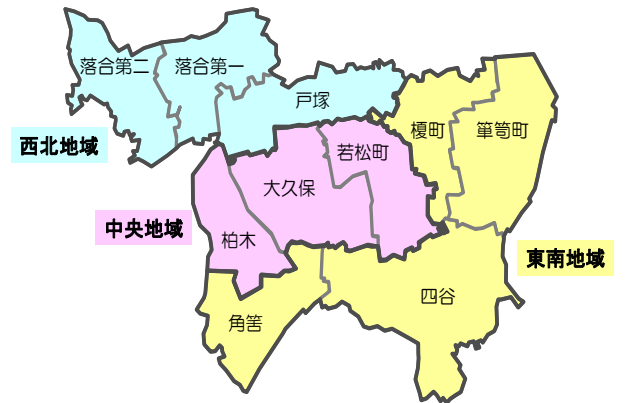 落合第二
落合第一
戸塚
榎町
箪笥町
西北地域
若松町
大久保
中央地域
柏木
東南地域
四谷
角筈